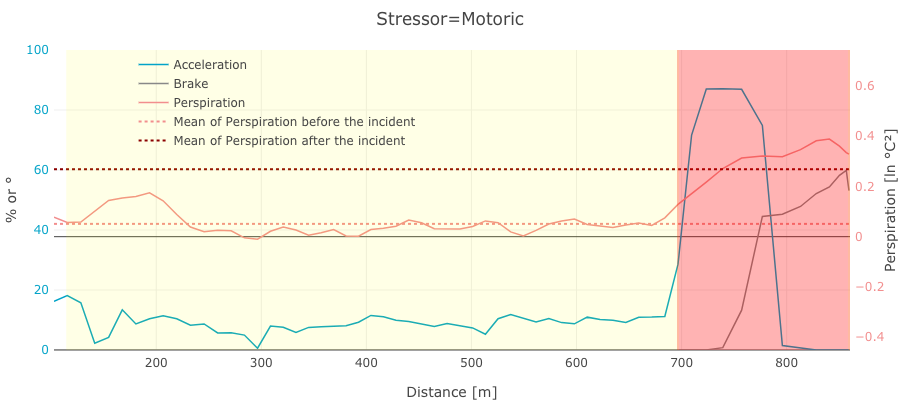 Stressor=Motoric
100
80
60
40
20
0
% or °
Acceleration
Brake
Perspiration
Mean of Perspiration before the incident
Mean of Perspiration after the incident
0.6
0.4
0.2
0
−0.2
−0.4
Perspiration [ln °C²]
200
300
400
500
600
700
800
Distance [m]